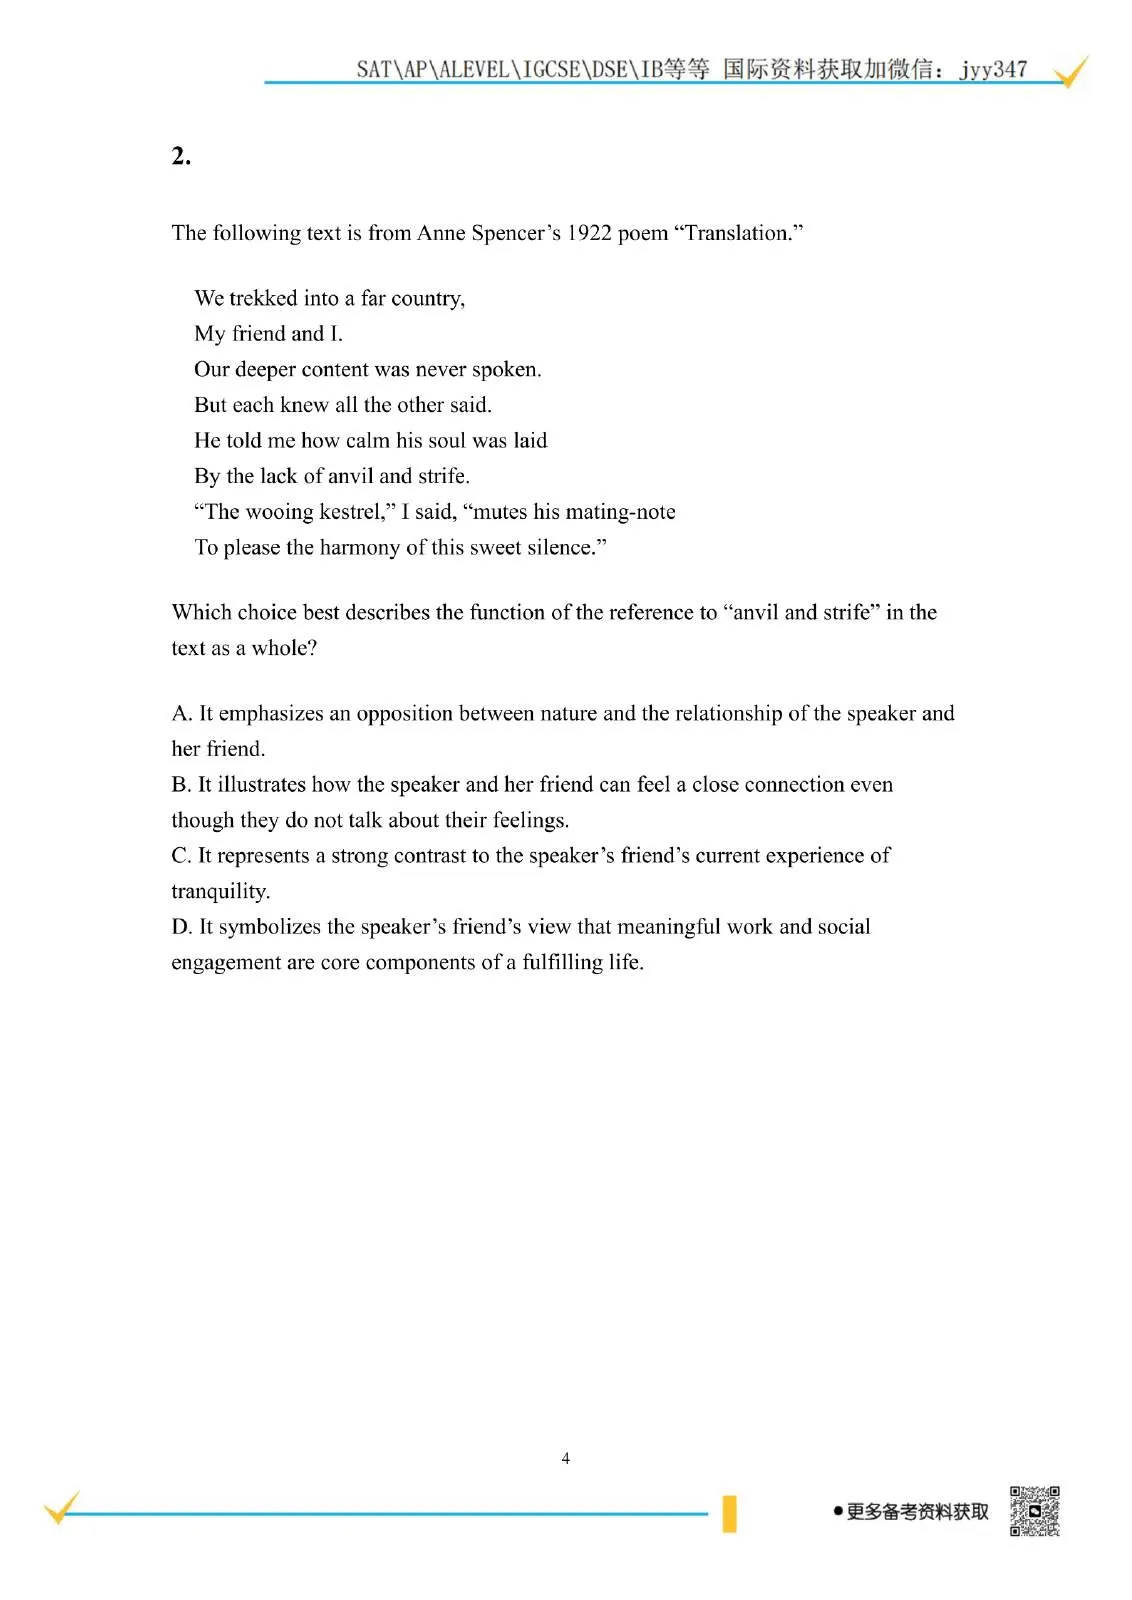 SAT\AP\ALEVEL\IGCSE\DSE\IB等等 国际资料获取加微信：jyy347
2.
The following text is from Anne Spencer’s 1922 poem “Translation.”
We trekked into a far country,
My friend and I.
Our deeper content was never spoken.
But each knew all the other said.
He told me how calm his soul was laid
By the lack of anvil and strife.
“The wooing kestrel,” I said, “mutes his mating-note
To please the harmony of this sweet silence.”
Which choice best describes the function of the reference to “anvil and strife” in the
text as a whole?
A. It emphasizes an opposition between nature and the relationship of the speaker and
her friend.
B. It illustrates how the speaker and her friend can feel a close connection even
though they do not talk about their feelings.
C. It represents a strong contrast to the speaker’s friend’s current experience of
tranquility.
D. It symbolizes the speaker’s friend’s view that meaningful work and social
engagement are core components of a fulfilling life.
4
•更多备考资料获取